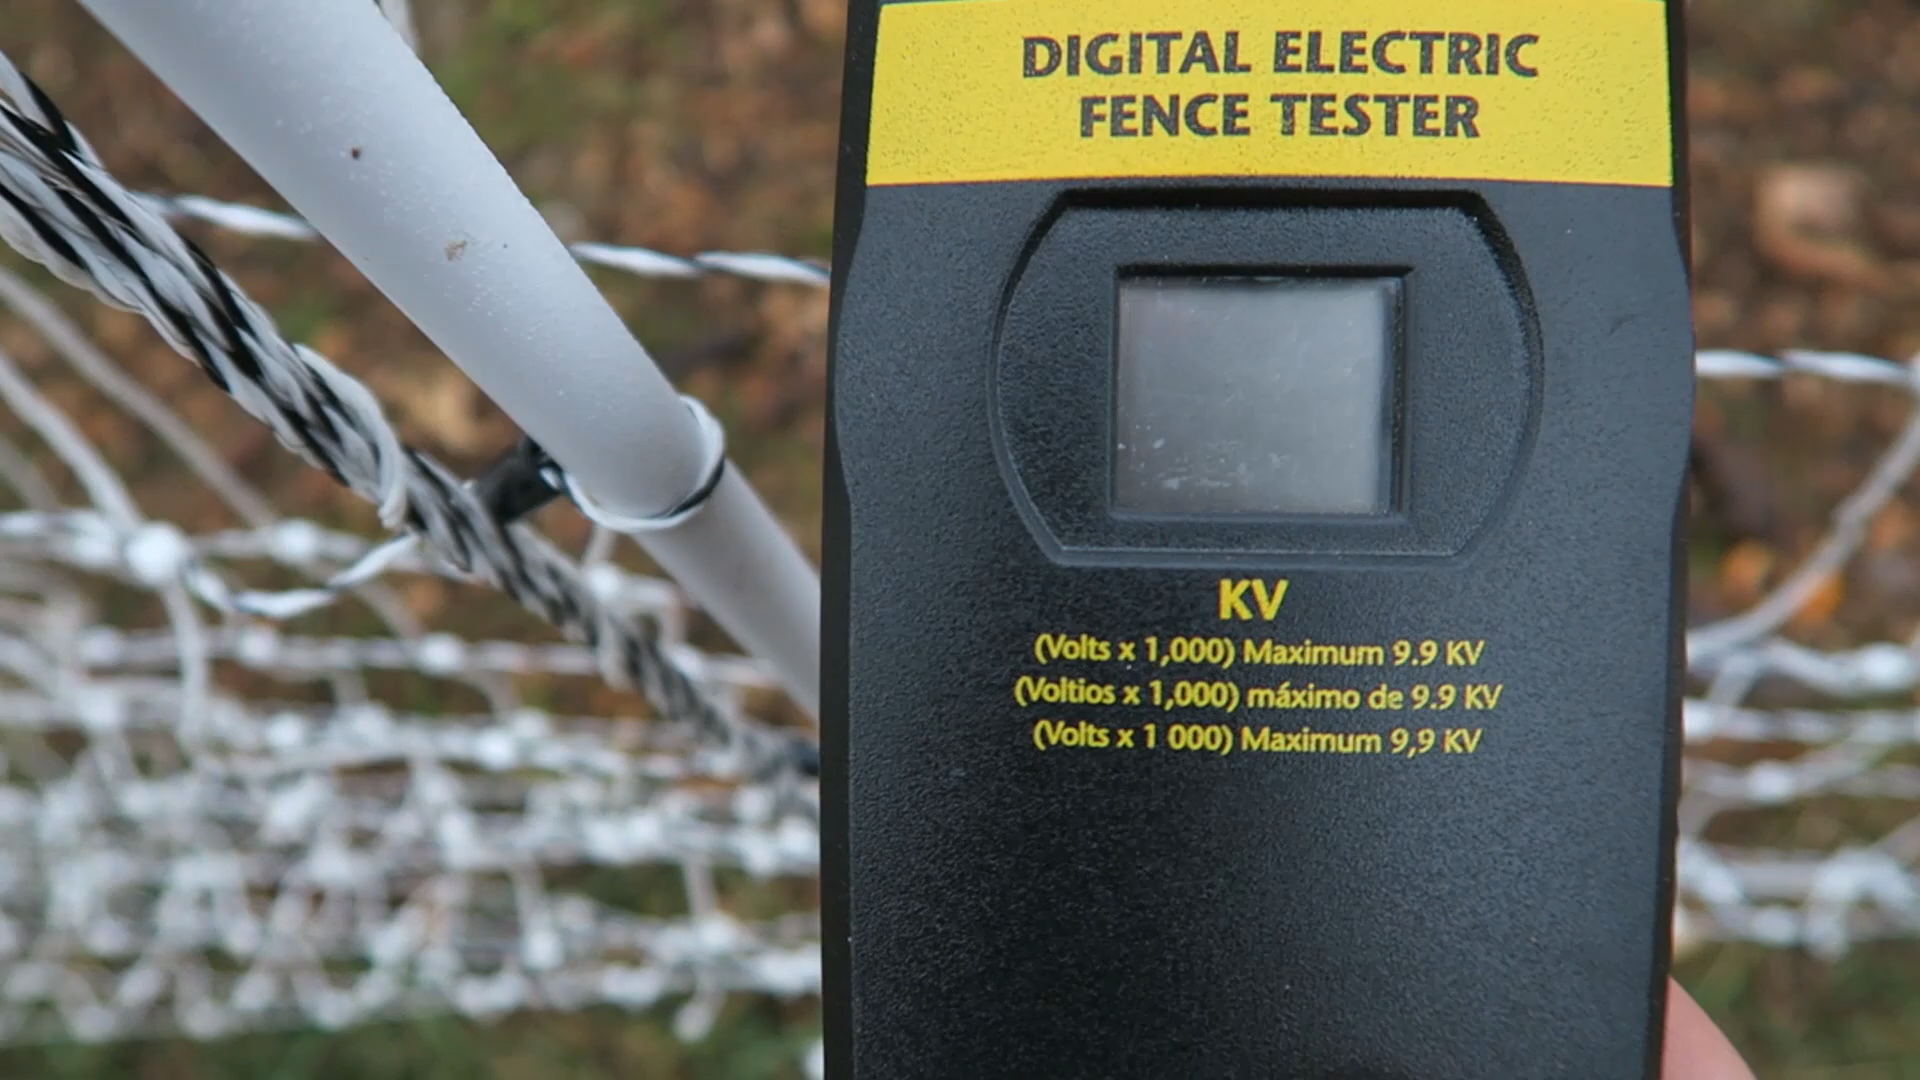 DIGITAL ELECTRIC
FENCE TESTER
KV
(Volts x 1,000) Maximum 9.9 KV
(Voltios x 1,000) máximo de 9.9 KV
(Volts x 1 000) Maximum 9,9 KV